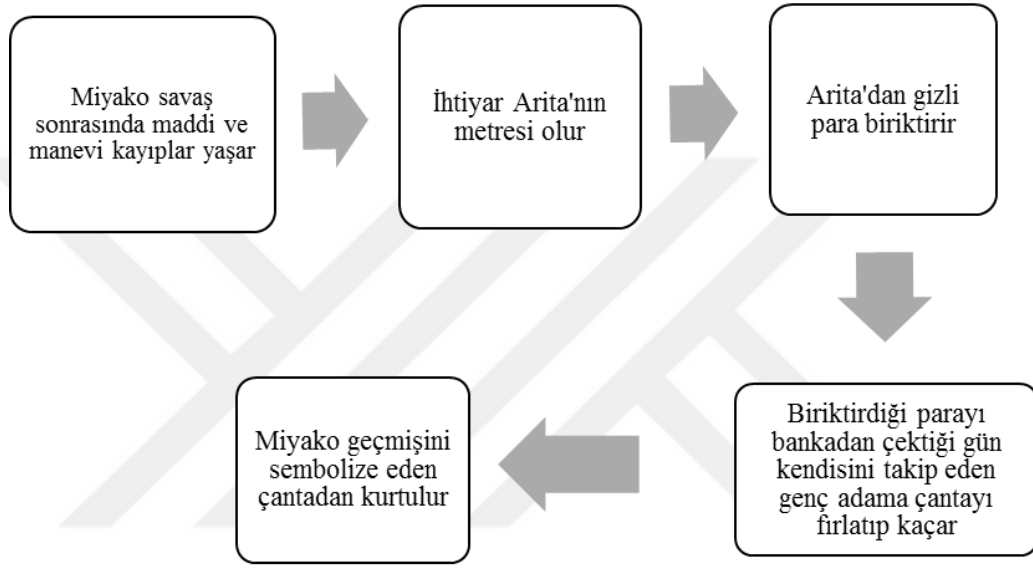 Miyako savaş
sonrasında maddi ve
manevi kayıplar yaşar
İhtiyar Arita'nın
metresi olur
Arita'dan gizli
para biriktirir
Biriktirdiği parayı
bankadan çektiği gün
kendisini takip eden
genç adama çantayı
fırlatıp kaçar
Miyako geçmişini
sembolize eden
çantadan kurtulur